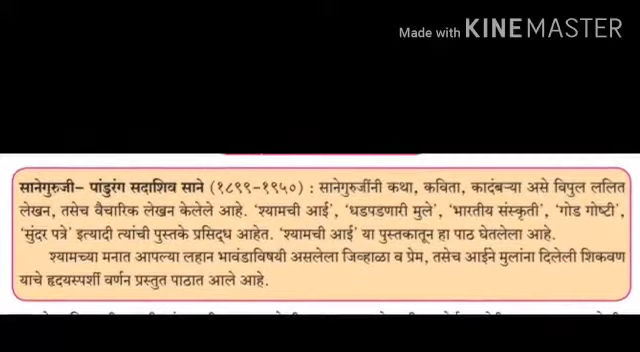 Made with KINEMASTER
सानेगुरुजी– पांडुरंग सदाशिव साने (१८९९-१९५०) : सानेगुरुजींनी कथा, कविता, कादंबऱ्या असे विपुल ललित
लेखन, तसेच वैचारिक लेखन केलेले आहे. ‘श्यामची आई’, ‘धडपडणारी मुले’, ‘भारतीय संस्कृती’, ‘गोड गोष्टी’,
‘सुंदर पत्रे’ इत्यादी त्यांची पुस्तके प्रसिद्ध आहेत. ‘श्यामची आई’ या पुस्तकातून हा पाठ घेतलेला आहे.
श्यामच्या मनात आपल्या लहान भावंडाविषयी असलेला जिव्हाळा व प्रेम, तसेच आईने मुलांना दिलेली शिकवण
याचे हृदयस्पर्शी वर्णन प्रस्तुत पाठात आले आहे.